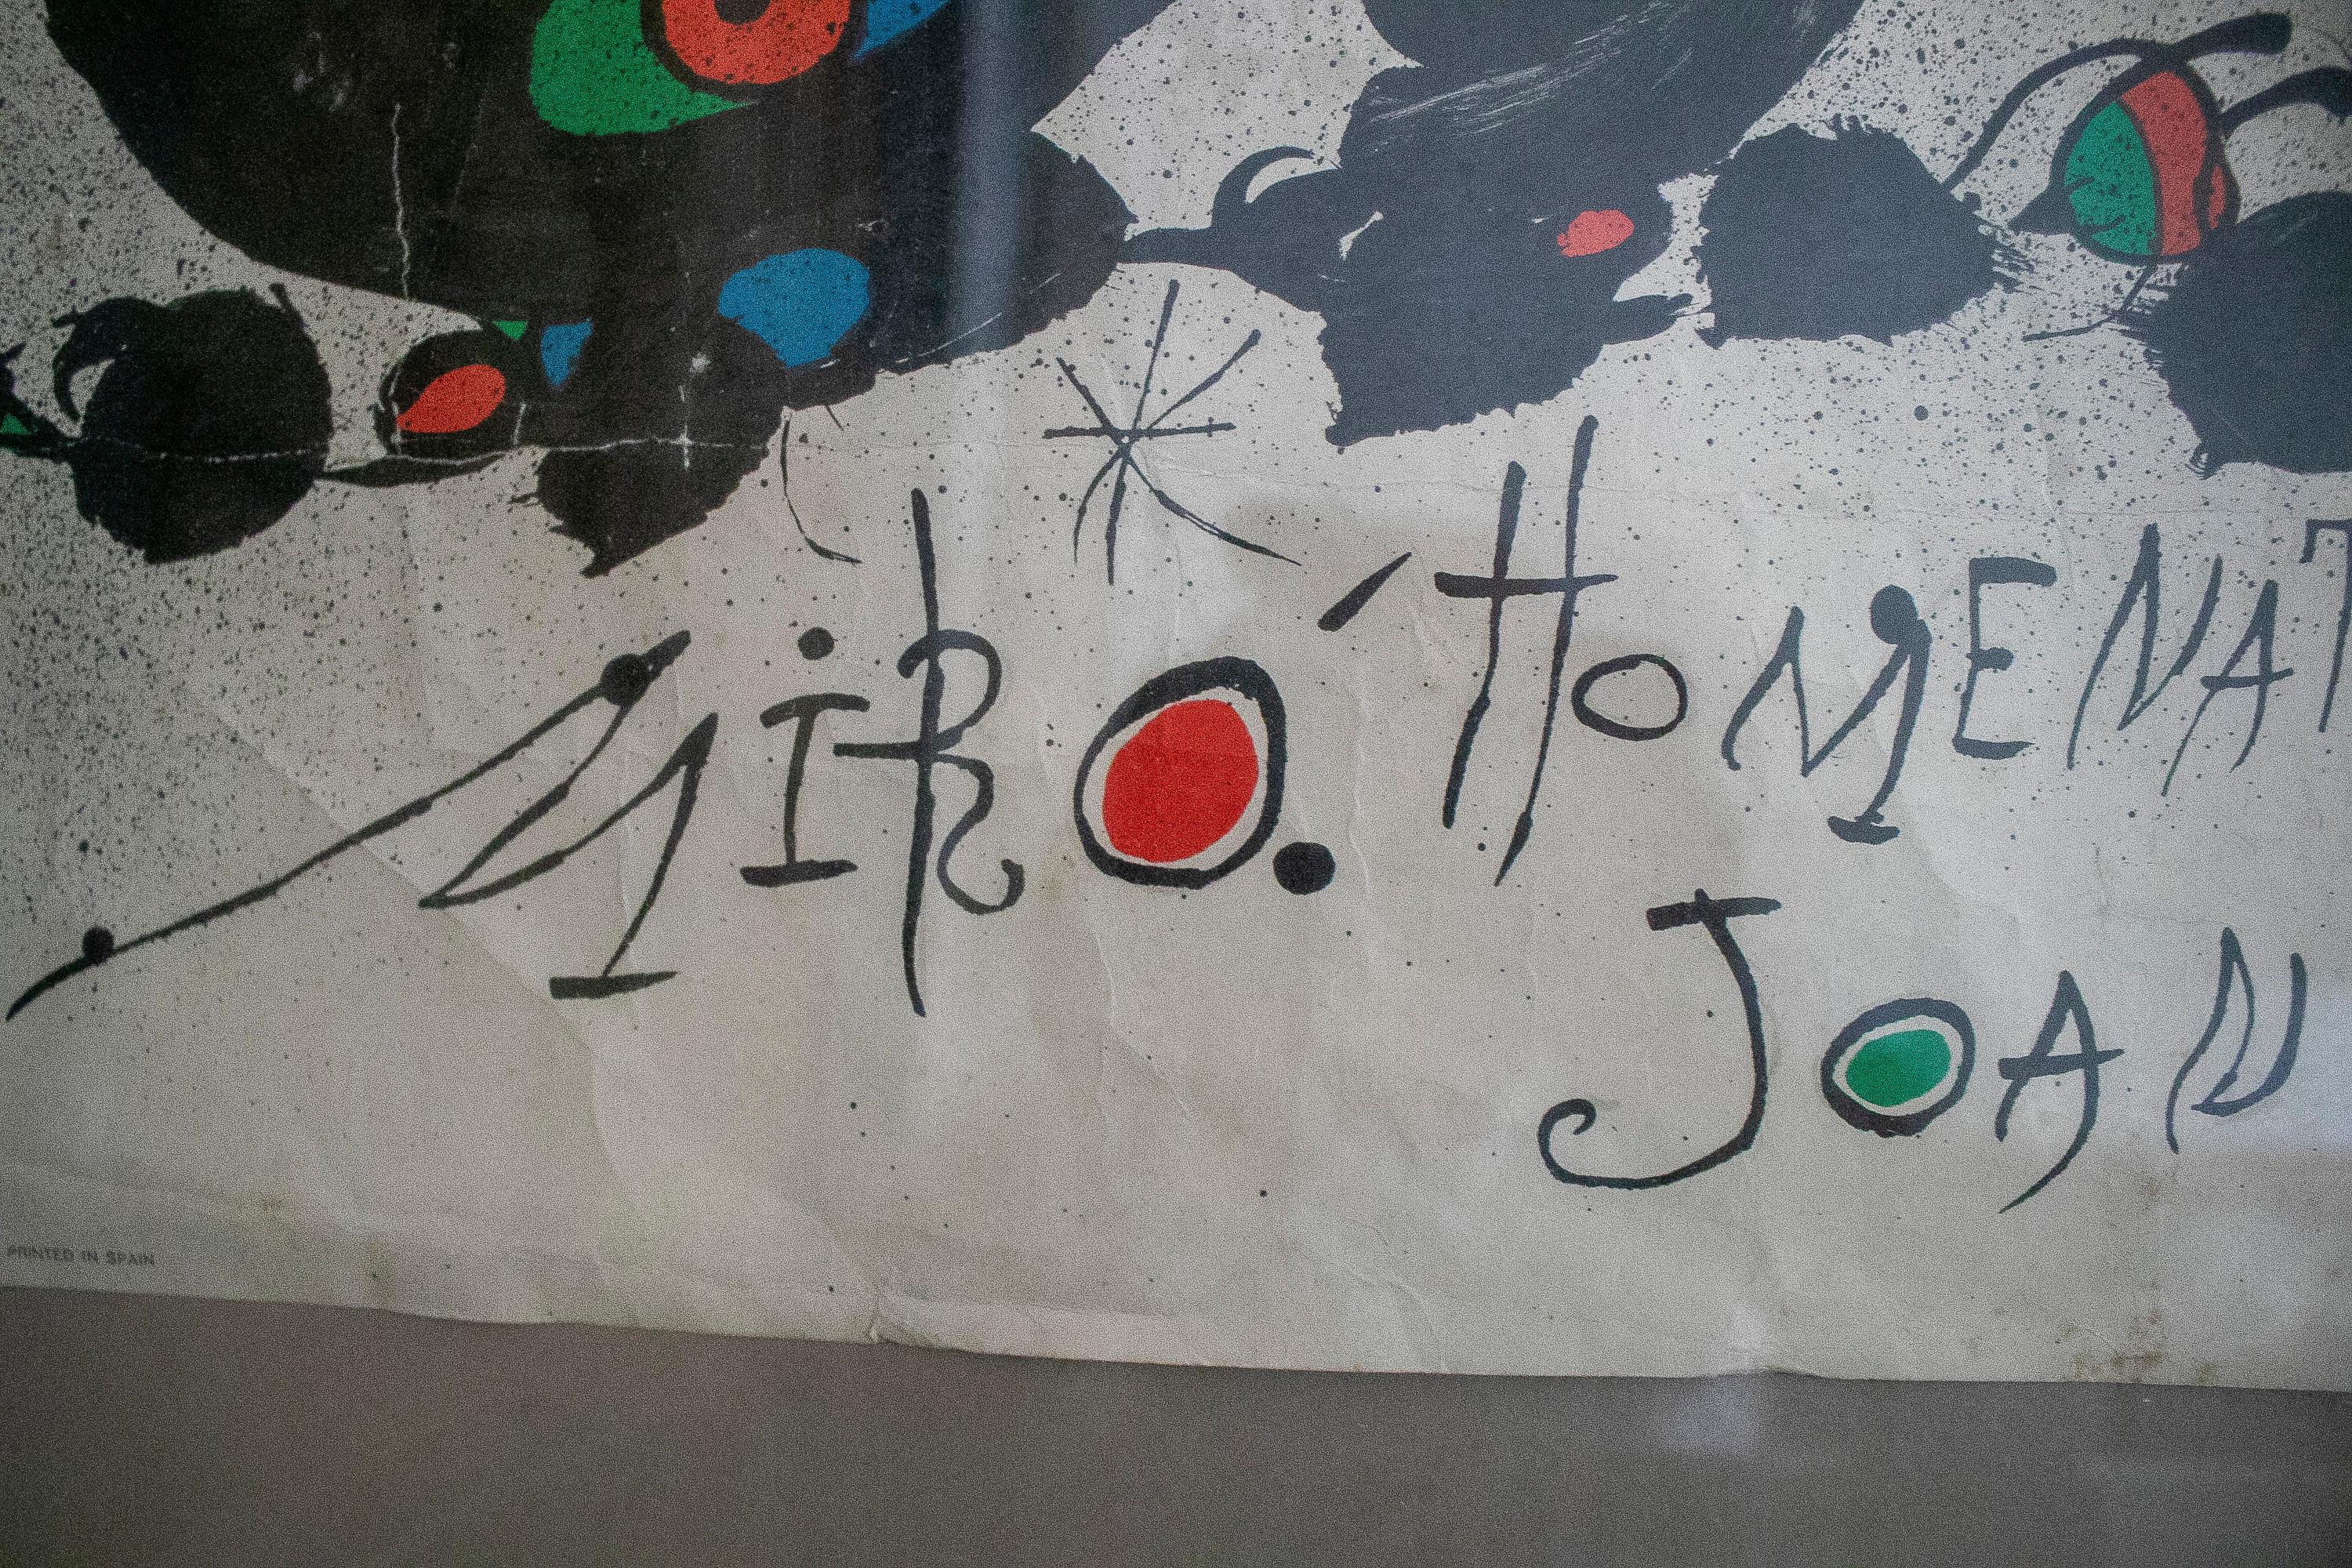 MiRÓ. HOMENAT
JOAN
PRINTED IN SPAIN